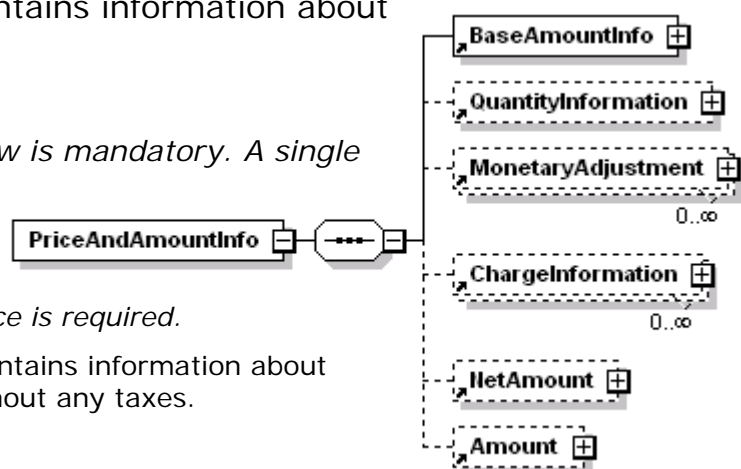 ntains information about
BaseAmountInfo
QuantityInformation
w is mandatory. A single
MonetaryAdjustment
0..∞
PriceAndAmountInfo
ChargeInformation
ce is required.
0..∞
ntains information about
NetAmount
hout any taxes.
Amount